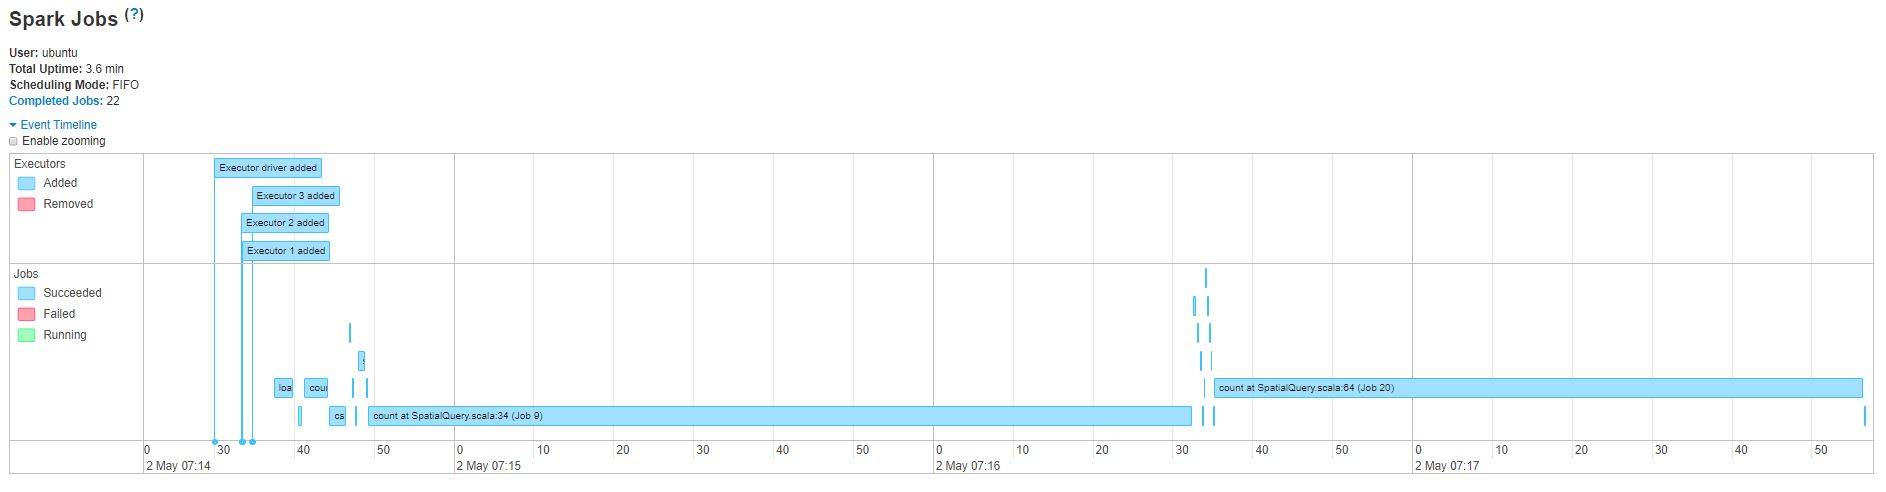 Spark Jobs (?)
User: ubuntu
Total Uptime: 3.6 min
Scheduling Mode: FIFO
Completed Jobs: 22
Event Timeline
Enable zooming
Executors
Added
Removed
Executor driver added
Executor 3 added
Executor 2 added
Executor 1 added
Jobs
Succeeded
Failed
Running
loa
cour
cs
count at SpatialQuery.scala:34 (Job 9)
count at SpatialQuery.scala:64 (Job 20)
0 30 40 50 0 10 20 30 40 50 0 10 20 30 40 50 0 10 20 30 40 50
2 May 07:14 2 May 07:15 2 May 07:16 2 May 07:17